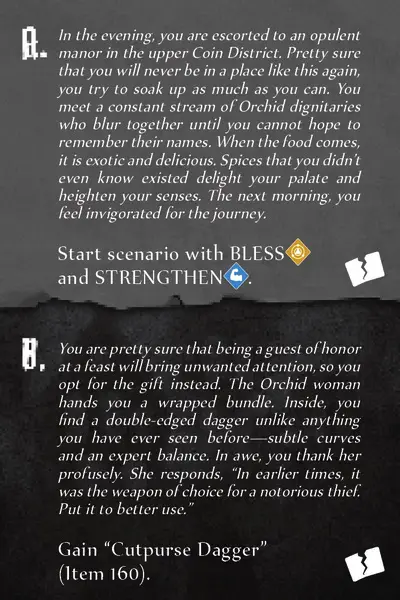 A.
In the evening, you are escorted to an opulent
manor in the upper Coin District. Pretty sure
that you will never be in a place like this again,
you try to soak up as much as you can. You
meet a constant stream of Orchid dignitaries
who blur together until you cannot hope to
remember their names. When the food comes,
it is exotic and delicious. Spices that you didn’t
even know existed delight your palate and
heighten your senses. The next morning, you
feel invigorated for the journey.
Start scenario with BLESS
and STRENGTHEN.
B.
You are pretty sure that being a guest of honor
at a feast will bring unwanted attention, so you
opt for the gift instead. The Orchid woman
hands you a wrapped bundle. Inside, you
find a double-edged dagger unlike anything
you have ever seen before—subtle curves
and an expert balance. In awe, you thank her
profusely. She responds, “In earlier times, it
was the weapon of choice for a notorious thief.
Put it to better use.”
Gain “Cutpurse Dagger”
(Item 160).